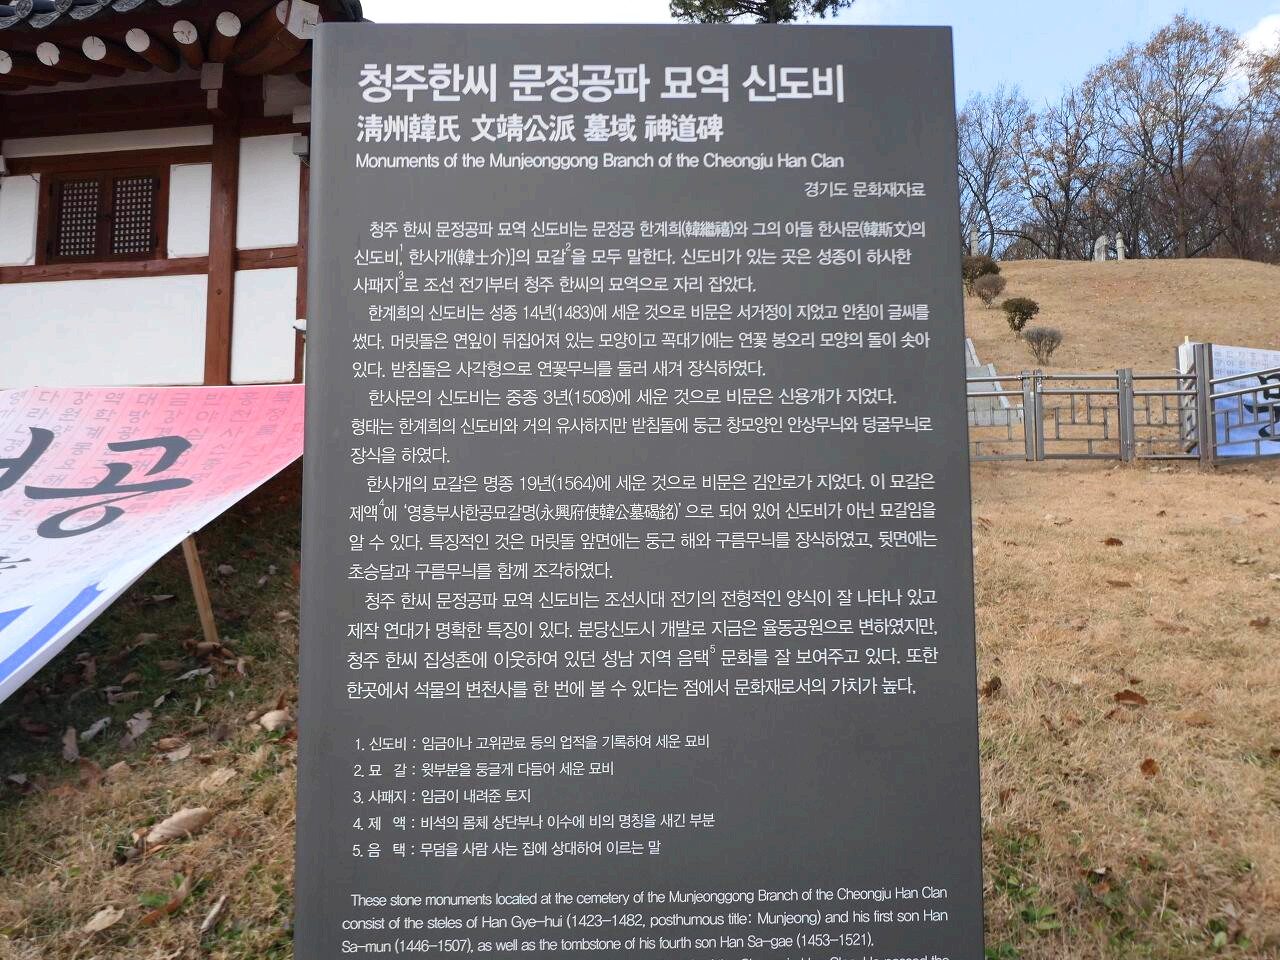 청주한씨 문정공파 묘역 신도비
淸州韓氏 文靖公派 墓域 神道碑
Monuments of the Munjeonggong Branch of the Cheongju Han Clan
경기도 문화재자료
청주 한씨 문정공파 묘역 신도비는 문정공 한계희(韓繼禧)와 그의 아들 한사문(韓斯文)의
신도비1, 한사개(韓士介)]의 묘갈2을 모두 말한다. 신도비가 있는 곳은 성종이 하사한
사패지3로 조선 전기부터 청주 한씨의 묘역으로 자리 잡았다.
한계희의 신도비는 성종 14년(1483)에 세운 것으로 비문은 서거정이 지었고 안침이 글씨를
썼다. 머릿돌은 연잎이 뒤집어져 있는 모양이고 꼭대기에는 연꽃 봉오리 모양의 돌이 솟아
있다. 받침돌은 사각형으로 연꽃무늬를 둘러 새겨 장식하였다.
한사문의 신도비는 중종 3년(1508)에 세운 것으로 비문은 신용개가 지었다.
형태는 한계희의 신도비와 거의 유사하지만 받침돌에 둥근 창모양인 안상무늬와 덩굴무늬로
장식을 하였다.
한사개의 묘갈은 명종 19년(1564)에 세운 것으로 비문은 김안로가 지었다. 이 묘갈은
제액4에 ‘영흥부사한공묘갈명(永興府使韓公墓碣銘)’으로 되어 있어 신도비가 아닌 묘갈임을
알 수 있다. 특징적인 것은 머릿돌 앞면에는 둥근 해와 구름무늬를 장식하였고, 뒷면에는
초승달과 구름무늬를 함께 조각하였다.
청주 한씨 문정공파 묘역 신도비는 조선시대 전기의 전형적인 양식이 잘 나타나 있고
제작 연대가 명확한 특징이 있다. 분당신도시 개발로 지금은 율동공원으로 변하였지만,
청주 한씨 집성촌에 이웃하여 있던 성남 지역 음택5 문화를 잘 보여주고 있다. 또한
한곳에서 석물의 변천사를 한 번에 볼 수 있다는 점에서 문화재로서의 가치가 높다.
1. 신도비 : 임금이나 고위관료 등의 업적을 기록하여 세운 묘비
2. 묘 갈 : 윗부분을 둥글게 다듬어 세운 묘비
3. 사패지 : 임금이 내려준 토지
4. 제 액 : 비석의 몸체 상단부나 이수에 비의 명칭을 새긴 부분
5. 음 택 : 무덤을 사람 사는 집에 상대하여 이르는 말
These stone monuments located at the cemetery of the Munjeonggong Branch of the Cheongju Han Clan
consist of the steles of Han Gye-hui (1423-1482, posthumous title: Munjeong) and his first son Han
Sa-mun (1446-1507), as well as the tombstone of his fourth son Han Sa-gae (1453-1521).
공